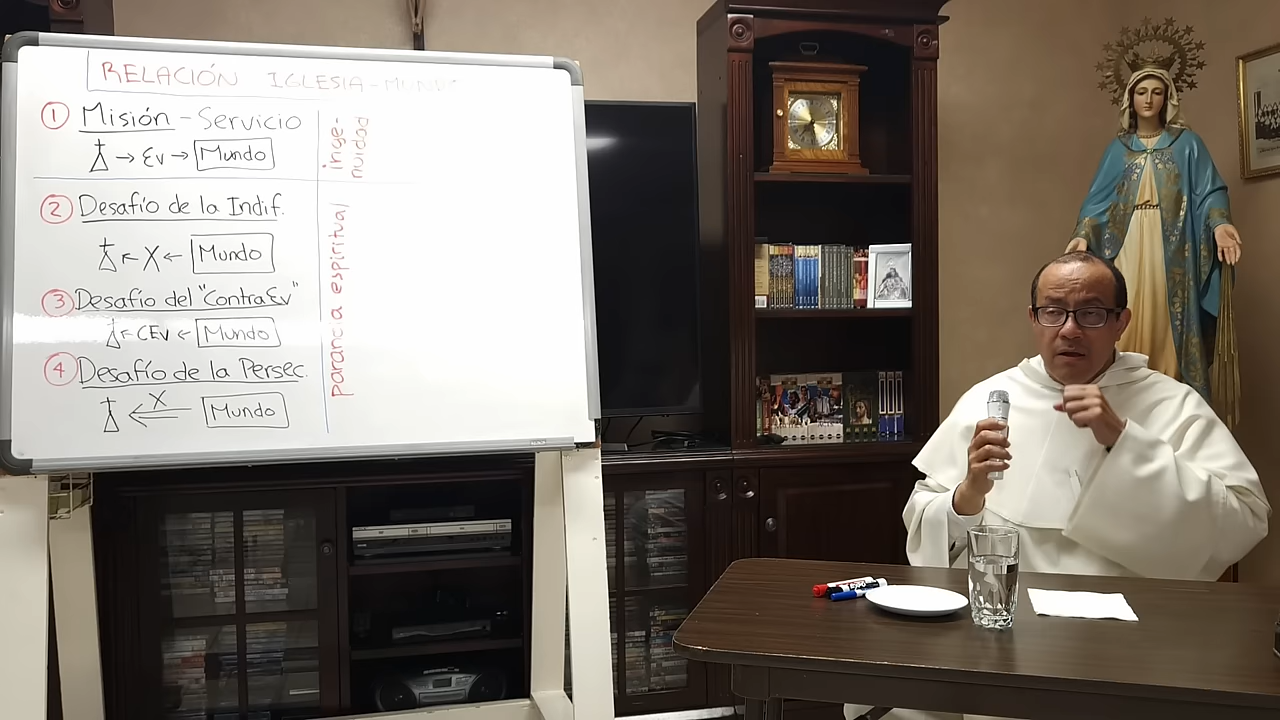 RELACIÓN IGLESIA-MUNDO
① Misión - Servicio
→ Ev → Mundo
② Desafío de la Indif.
← X ← Mundo
③ Desafío del "ContraEv"
← CEv ← Mundo
④ Desafío de la Persec.
X
← Mundo
inge-
nuidad
paranoia espiritual